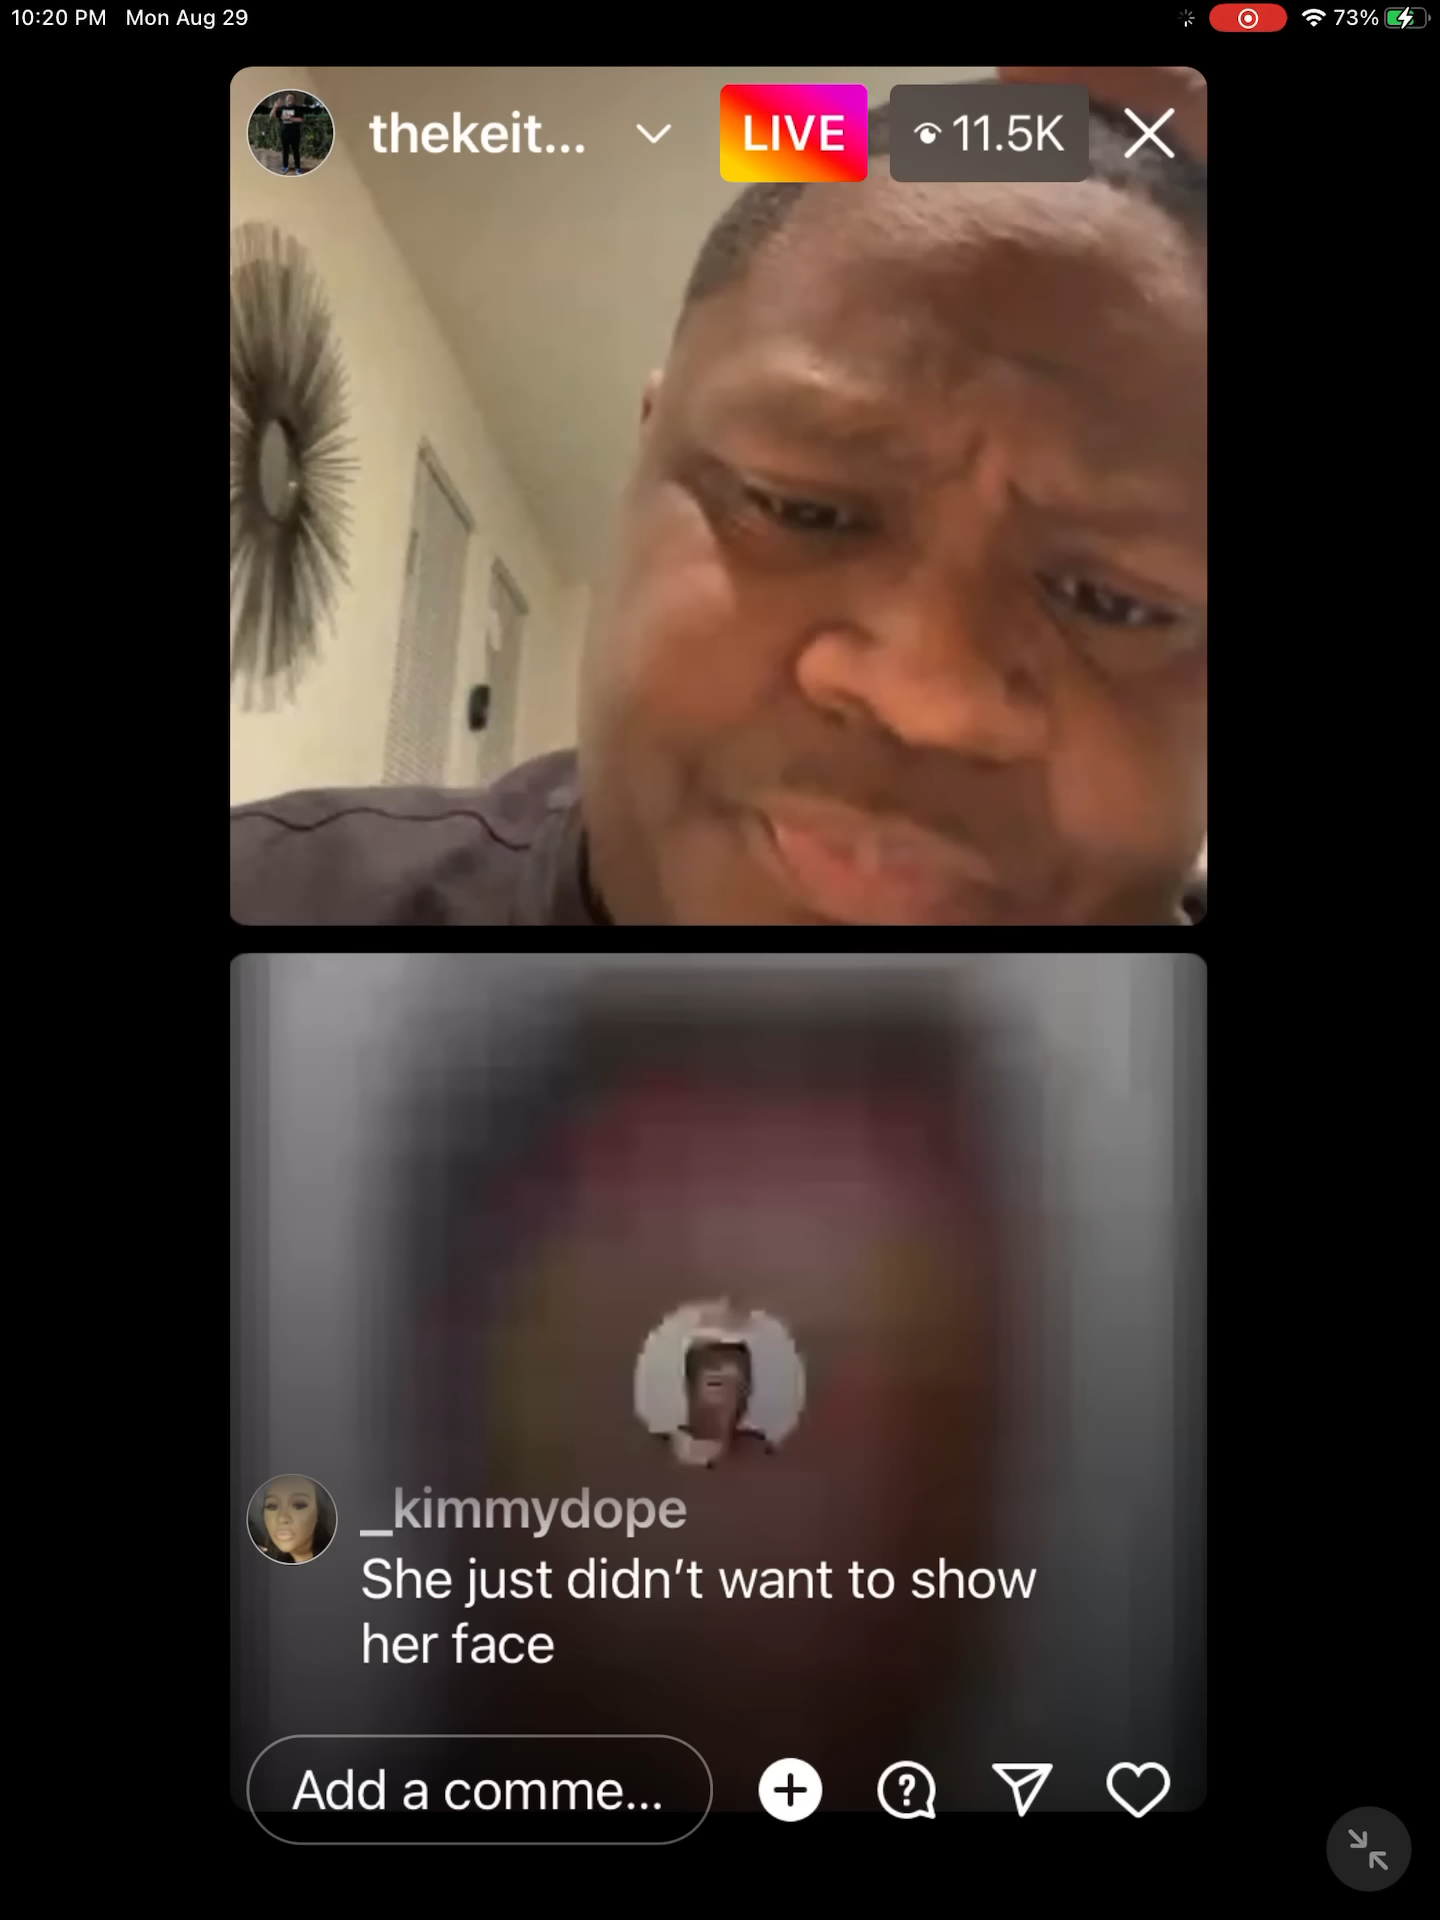 10:20 PM Mon Aug 29
73%
thekeit...
LIVE
11.5K
_kimmydope
She just didn’t want to show
her face
Add a comme...